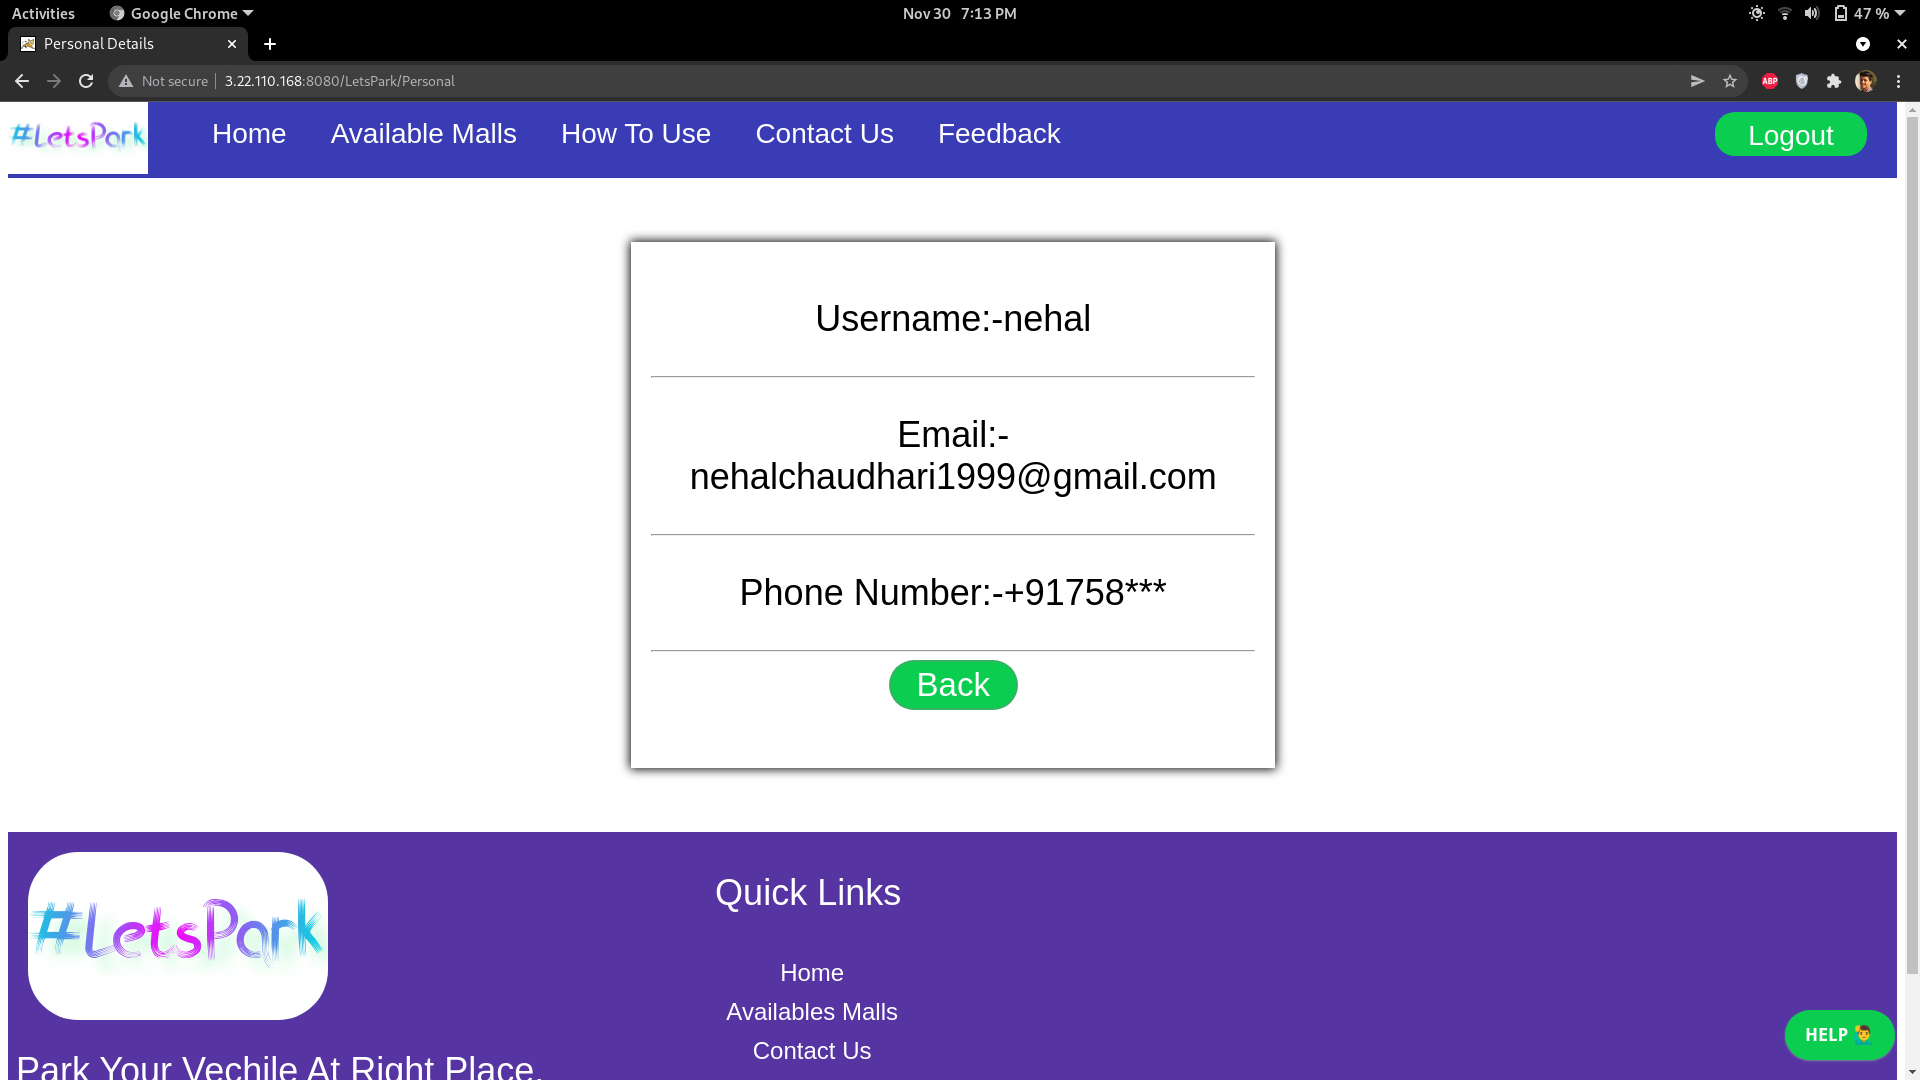 Activities
Google Chrome
Nov 30 7:13 PM
47 %
Personal Details
Not secure
3.22.110.168:8080/LetsPark/Personal
ABP
#LetsPark
Home
Available Malls
How To Use
Contact Us
Feedback
Logout
Username:-nehal
Email:-
nehalchaudhari1999@gmail.com
Phone Number:-+91758***
Back
#LetsPark
Park Your Vechile At Right Place.
Quick Links
Home
Availables Malls
Contact Us
HELP 🙋‍♂️